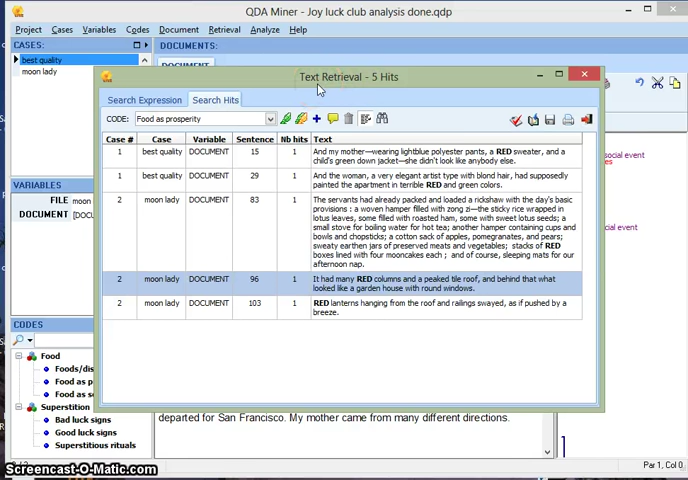 QDA Miner - Joy luck club analysis done.qdp
Project Cases Variables Codes Document Retrieval Analyze Help
CASES:
best quality
moon lady
DOCUMENTS:
DOCUMENT
Text Retrieval - 5 Hits
Search Expression Search Hits
CODE: Food as prosperity
Case # Case Variable Sentence Nb hits Text
1 best quality DOCUMENT 15 1 And my mother—wearing lightblue polyester pants, a RED sweater, and a
child's green down jacket—she didn't look like anybody else.
1 best quality DOCUMENT 29 1 And the woman, a very elegant artist type with blond hair, had supposedly
painted the apartment in terrible RED and green colors.
2 moon lady DOCUMENT 83 1 The servants had already packed and loaded a rickshaw with the day's basic
provisions : a woven hamper filled with zong zi—the sticky rice wrapped in
lotus leaves, some filled with roasted ham, some with sweet lotus seeds; a
small stove for boiling water for hot tea; another hamper containing cups and
bowls and chopsticks; a cotton sack of apples, pomegranates, and pears;
sweaty earthen jars of preserved meats and vegetables; stacks of RED
boxes lined with four mooncakes each ; and of course, sleeping mats for our
afternoon nap.
2 moon lady DOCUMENT 96 1 It had many RED columns and a peaked tile roof, and behind that what
looked like a garden house with round windows.
2 moon lady DOCUMENT 103 1 RED lanterns hanging from the roof and railings swayed, as if pushed by a
breeze.
social event
cial event
VARIABLES:
FILE moon
DOCUMENT [DOC
CODES
Food
Foods/dis
Food as p
Food as s
Superstition
Bad luck signs
Good luck signs
Superstitious rituals
departed for San Francisco. My mother came from many different directions.
Par 1, Col 0
Screencast-O-Matic.com